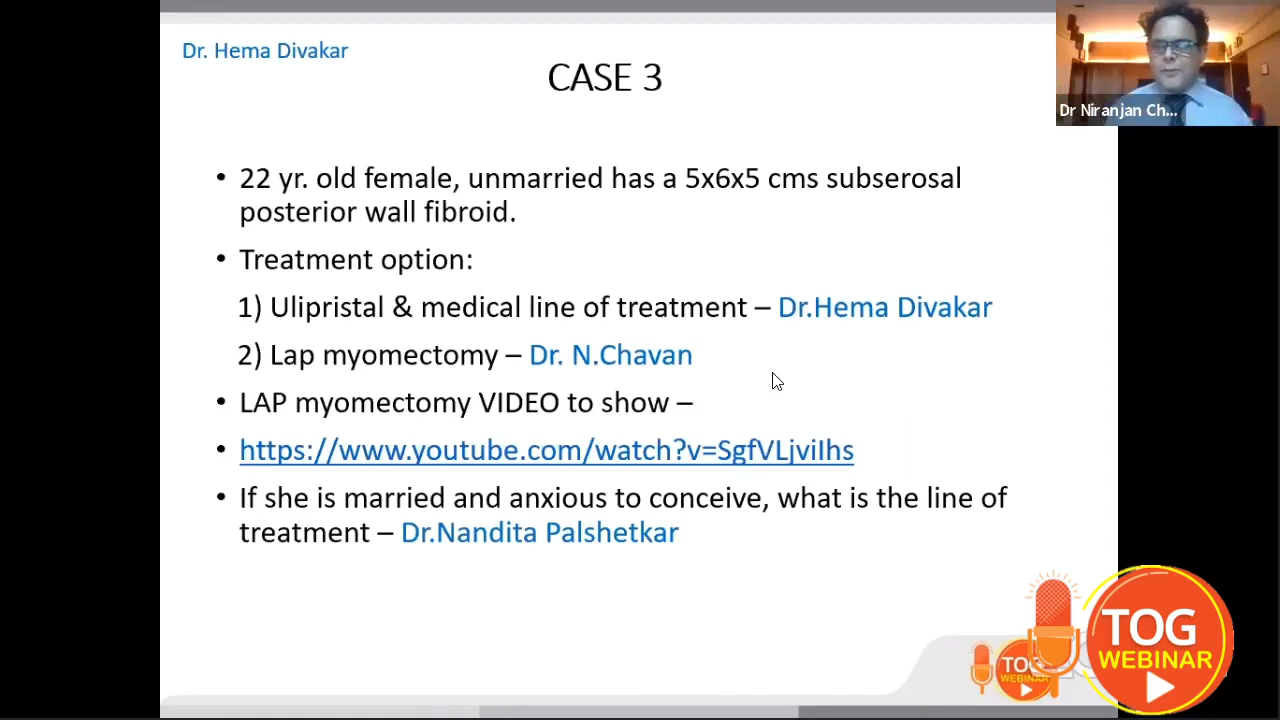 Dr. Hema Divakar
CASE 3
Dr Niranjan Ch...
• 22 yr. old female, unmarried has a 5x6x5 cms subserosal
posterior wall fibroid.
• Treatment option:
1) Ulipristal & medical line of treatment – Dr.Hema Divakar
2) Lap myomectomy – Dr. N.Chavan
• LAP myomectomy VIDEO to show –
• https://www.youtube.com/watch?v=SgfVLjviIhs
• If she is married and anxious to conceive, what is the line of
treatment – Dr.Nandita Palshetkar
TOG
WEBINAR
TOG
WEBINAR